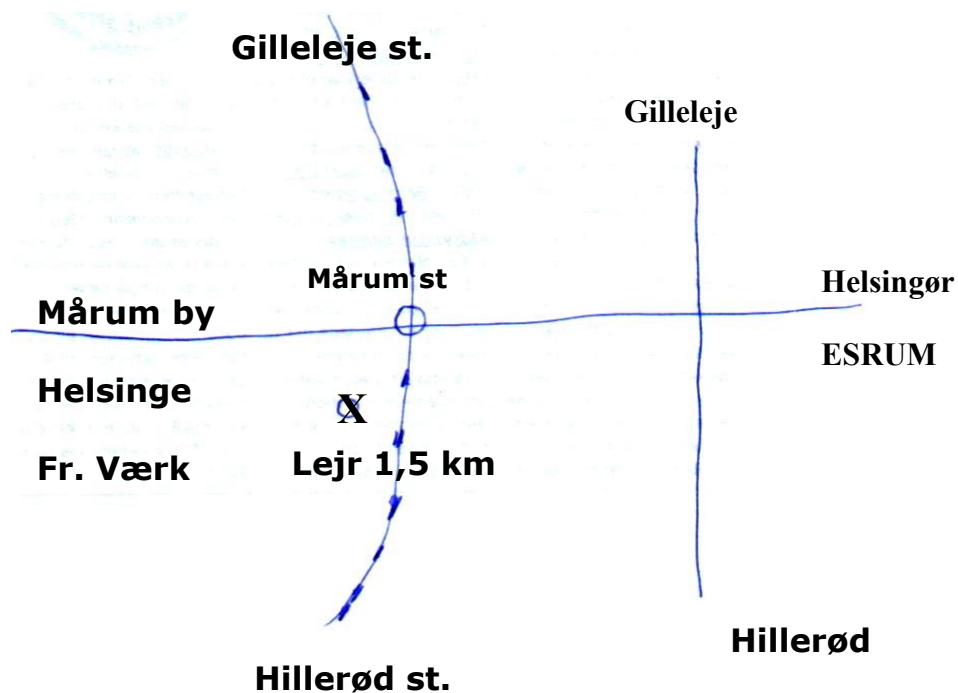 Gilleleje st.
Gilleleje
Mårum st
Helsingør
Mårum by
ESRUM
Helsinge
X
Fr. Værk
Lejr 1,5 km
Hillerød
Hillerød st.